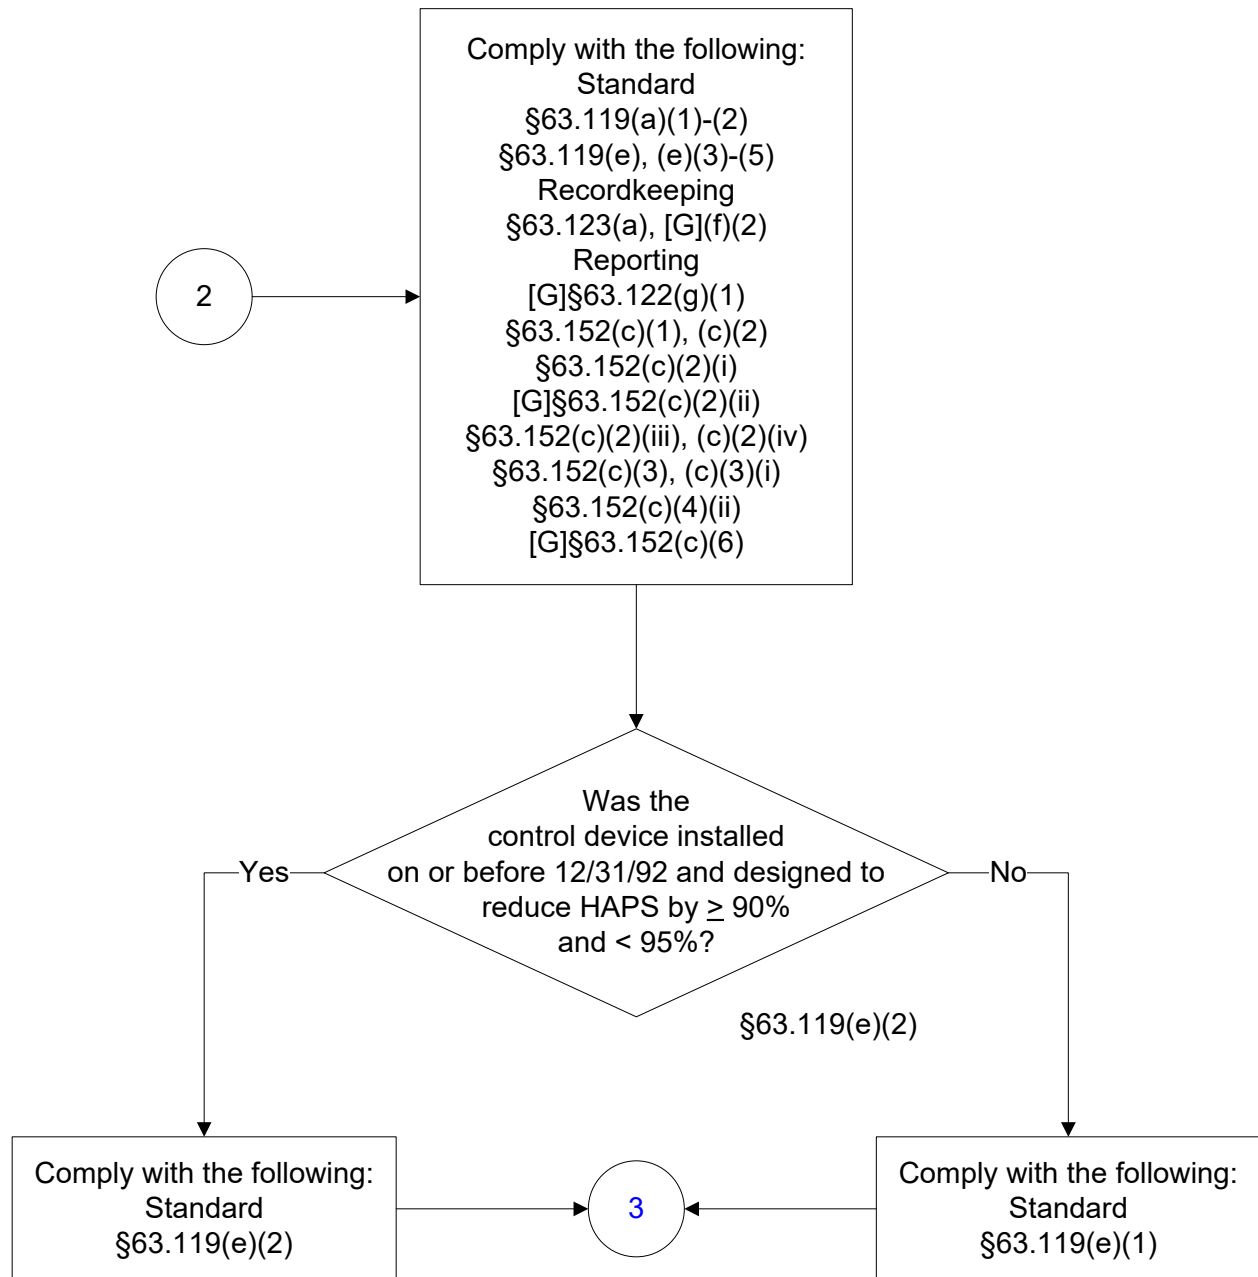 Comply with the following:
Standard
§63.119(a)(1)-(2)
§63.119(e), (e)(3)-(5)
Recordkeeping
§63.123(a), [G](f)(2)
Reporting
[G]§63.122(g)(1)
§63.152(c)(1), (c)(2)
§63.152(c)(2)(i)
[G]§63.152(c)(2)(ii)
§63.152(c)(2)(iii), (c)(2)(iv)
§63.152(c)(3), (c)(3)(i)
§63.152(c)(4)(ii)
[G]§63.152(c)(6)
2
Was the
control device installed
on or before 12/31/92 and designed to
reduce HAPS by ≥ 90%
and < 95%?
Yes
No
§63.119(e)(2)
Comply with the following:
Standard
§63.119(e)(2)
3
Comply with the following:
Standard
§63.119(e)(1)